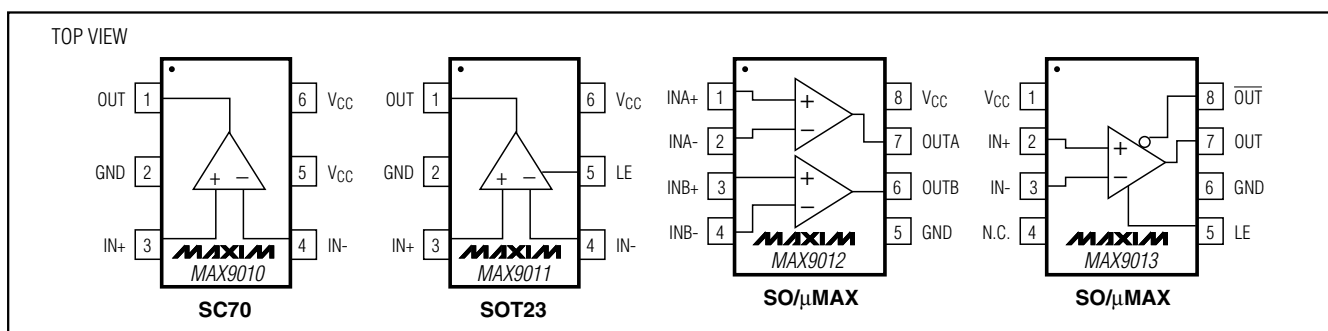 TOP VIEW
OUT 1
GND 2
IN+ 3
6 VCC
5 VCC
4 IN-
+ −
MAXIM
MAX9010
SC70
OUT 1
GND 2
IN+ 3
6 VCC
5 LE
4 IN-
+ −
MAXIM
MAX9011
SOT23
INA+ 1
INA- 2
INB+ 3
INB- 4
8 VCC
7 OUTA
6 OUTB
5 GND
+
−
+
−
MAXIM
MAX9012
SO/μMAX
VCC 1
IN+ 2
IN- 3
N.C. 4
8 O̅U̅T̅
7 OUT
6 GND
5 LE
+
−
MAXIM
MAX9013
SO/μMAX